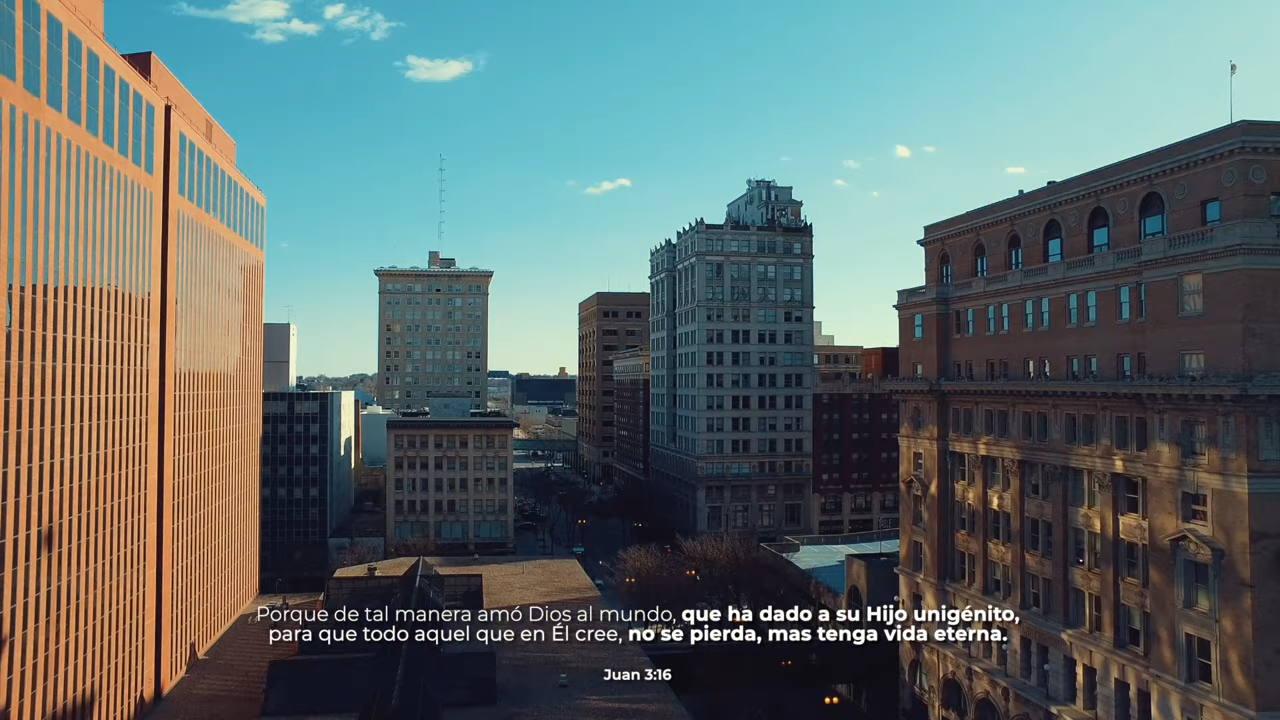 Porque de tal manera amó Dios al mundo, que ha dado a su Hijo unigénito,
para que todo aquel que en Él cree, no se pierda, mas tenga vida eterna.
Juan 3:16